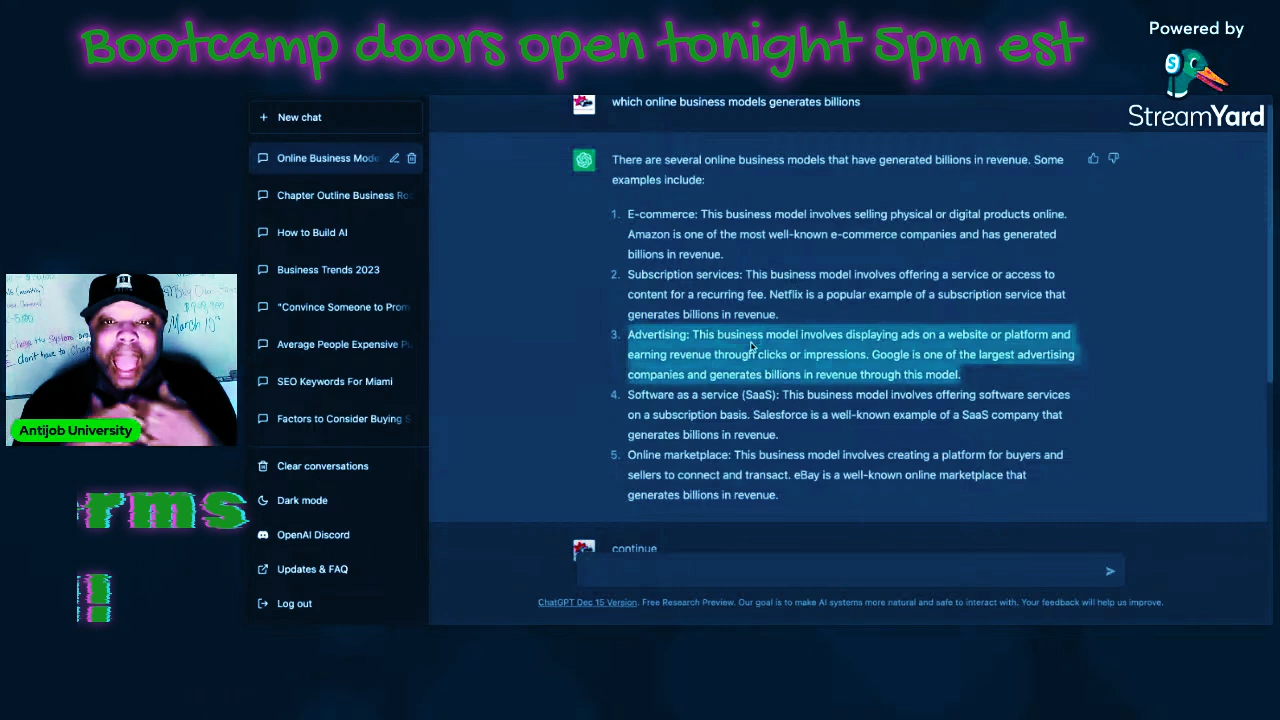 Bootcamp doors open tonight 5pm est
Powered by
StreamYard
New chat
Online Business Mode
Chapter Outline Business Ro
How to Build AI
Business Trends 2023
"Convince Someone to Prom
Average People Expensive Pu
SEO Keywords For Miami
Factors to Consider Buying S
Clear conversations
Dark mode
OpenAI Discord
Updates & FAQ
Log out
which online business models generates billions
There are several online business models that have generated billions in revenue. Some
examples include:
1. E-commerce: This business model involves selling physical or digital products online.
Amazon is one of the most well-known e-commerce companies and has generated
billions in revenue.
2. Subscription services: This business model involves offering a service or access to
content for a recurring fee. Netflix is a popular example of a subscription service that
generates billions in revenue.
3. Advertising: This business model involves displaying ads on a website or platform and
earning revenue through clicks or impressions. Google is one of the largest advertising
companies and generates billions in revenue through this model.
4. Software as a service (SaaS): This business model involves offering software services
on a subscription basis. Salesforce is a well-known example of a SaaS company that
generates billions in revenue.
5. Online marketplace: This business model involves creating a platform for buyers and
sellers to connect and transact. eBay is a well-known online marketplace that
generates billions in revenue.
continue
ChatGPT Dec 15 Version. Free Research Preview. Our goal is to make AI systems more natural and safe to interact with. Your feedback will help us improve.
March 15
don't have to
Antijob University
rms